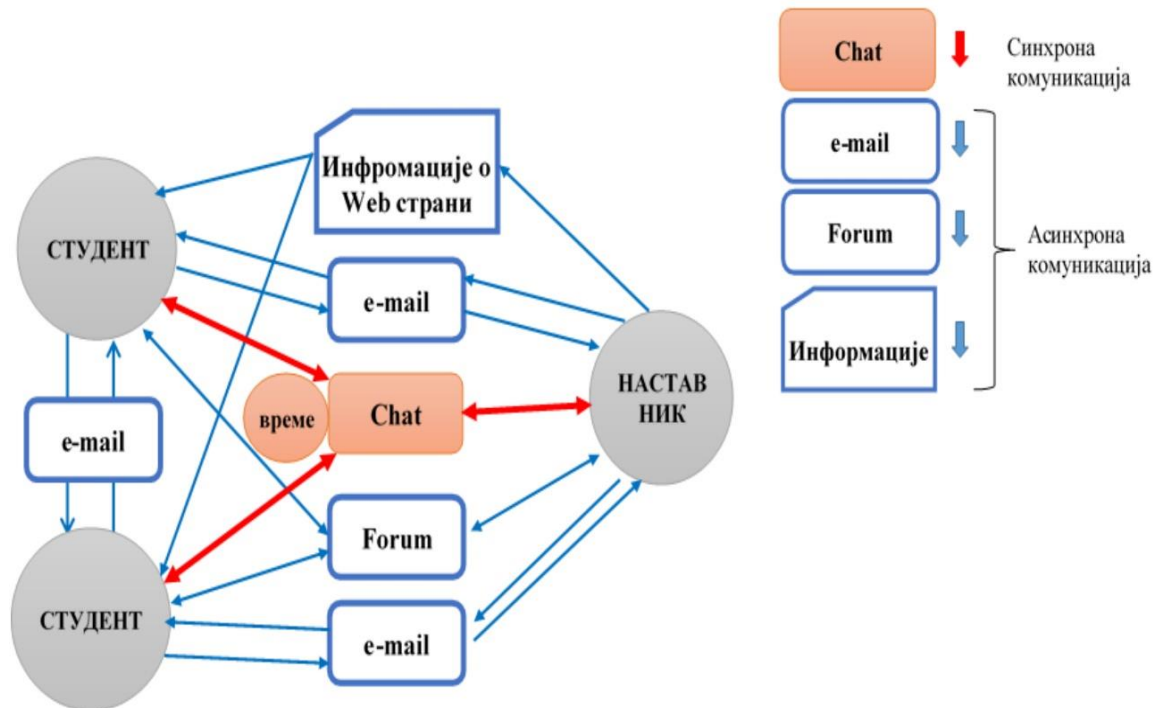 Chat
Синхрона
комуникација
e-mail
Forum
Информације
Асинхрона
комуникација
Инфромације о
Web страни
СТУДЕНТ
e-mail
НАСТАВ
НИК
време
Chat
e-mail
Forum
СТУДЕНТ
e-mail